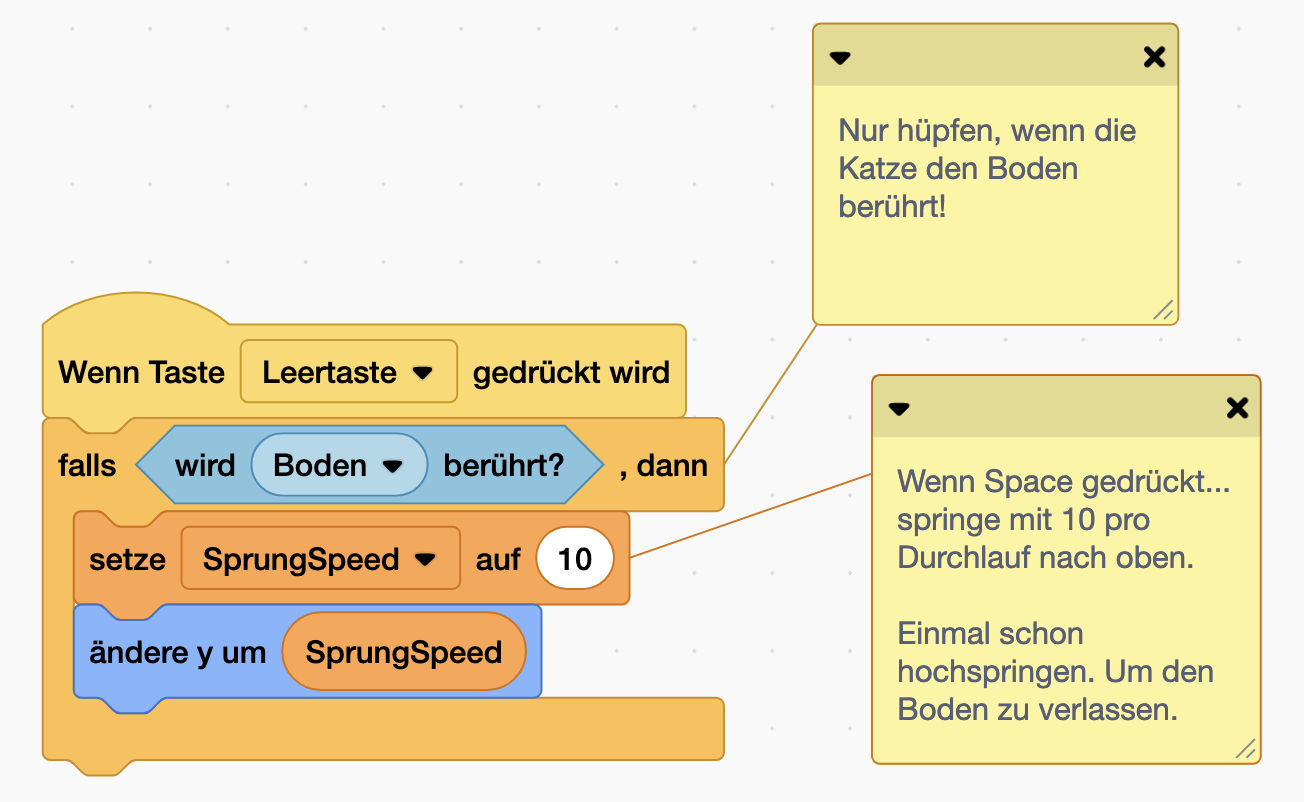 Nur hüpfen, wenn die
Katze den Boden
berührt!
Wenn Taste Leertaste gedrückt wird
falls wird Boden berührt? , dann
setze SprungSpeed auf 10
ändere y um SprungSpeed
Wenn Space gedrückt...
springe mit 10 pro
Durchlauf nach oben.
Einmal schon
hochspringen. Um den
Boden zu verlassen.